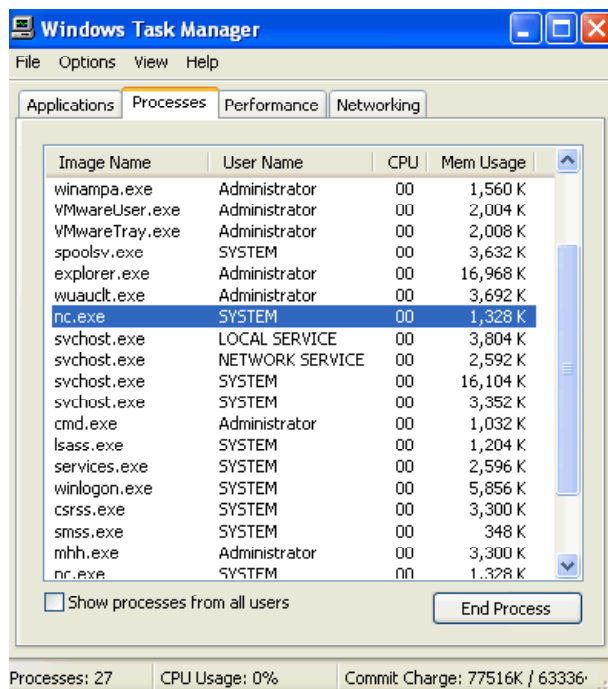 Windows Task Manager
File Options View Help
Applications Processes Performance Networking
Image Name User Name CPU Mem Usage
winampa.exe Administrator 00 1,560 K
VMwareUser.exe Administrator 00 2,004 K
VMwareTray.exe Administrator 00 2,008 K
spoolsv.exe SYSTEM 00 3,632 K
explorer.exe Administrator 00 16,968 K
wuauclt.exe Administrator 00 3,692 K
nc.exe SYSTEM 00 1,328 K
svchost.exe LOCAL SERVICE 00 3,804 K
svchost.exe NETWORK SERVICE 00 2,592 K
svchost.exe SYSTEM 00 16,104 K
svchost.exe SYSTEM 00 3,352 K
cmd.exe Administrator 00 1,032 K
lsass.exe SYSTEM 00 1,204 K
services.exe SYSTEM 00 2,596 K
winlogon.exe SYSTEM 00 5,856 K
csrss.exe SYSTEM 00 3,300 K
smss.exe SYSTEM 00 348 K
mhh.exe Administrator 00 3,300 K
nc.exe SYSTEM 00 1,328 K
Show processes from all users
End Process
Processes: 27 CPU Usage: 0% Commit Charge: 77516K / 63336